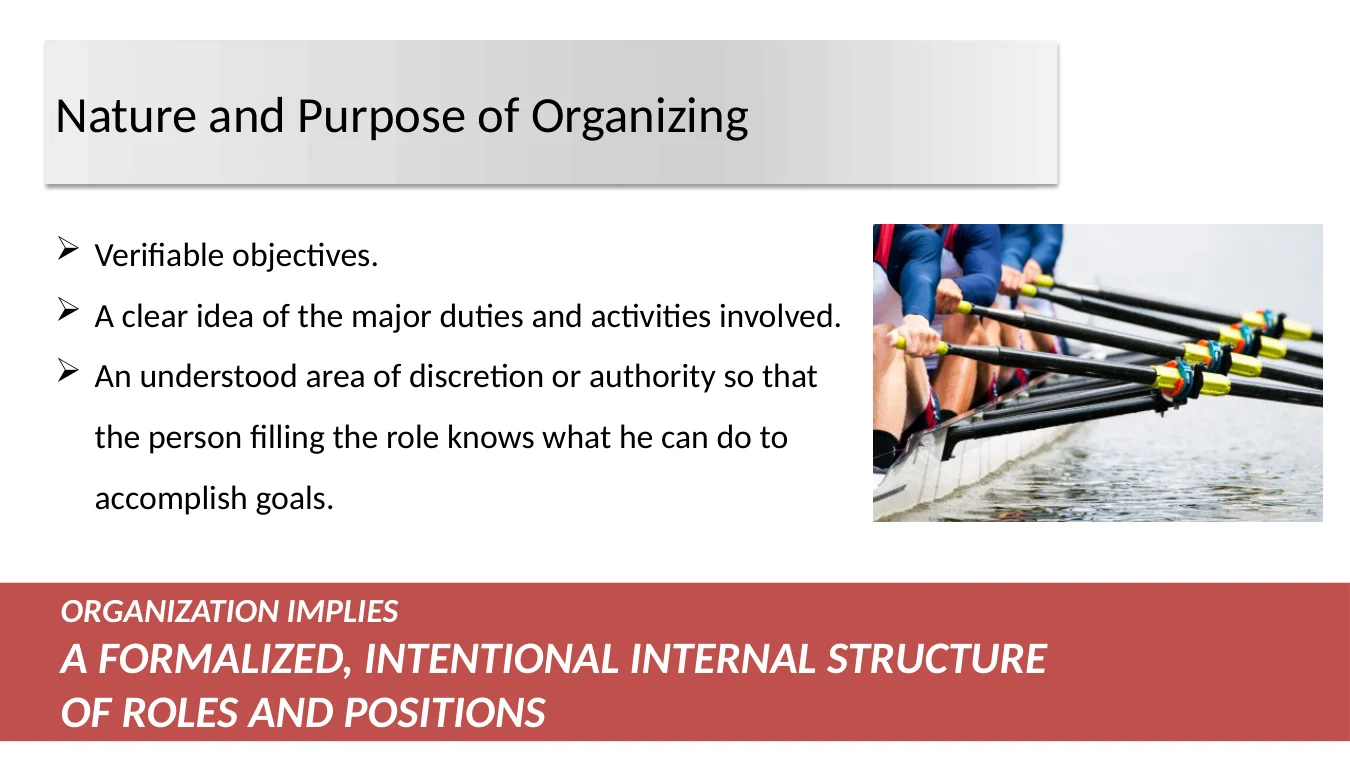 Nature and Purpose of Organizing
Verifiable objectives.
A clear idea of the major duties and activities involved.
An understood area of discretion or authority so that
the person filling the role knows what he can do to
accomplish goals.
ORGANIZATION IMPLIES
A FORMALIZED, INTENTIONAL INTERNAL STRUCTURE
OF ROLES AND POSITIONS